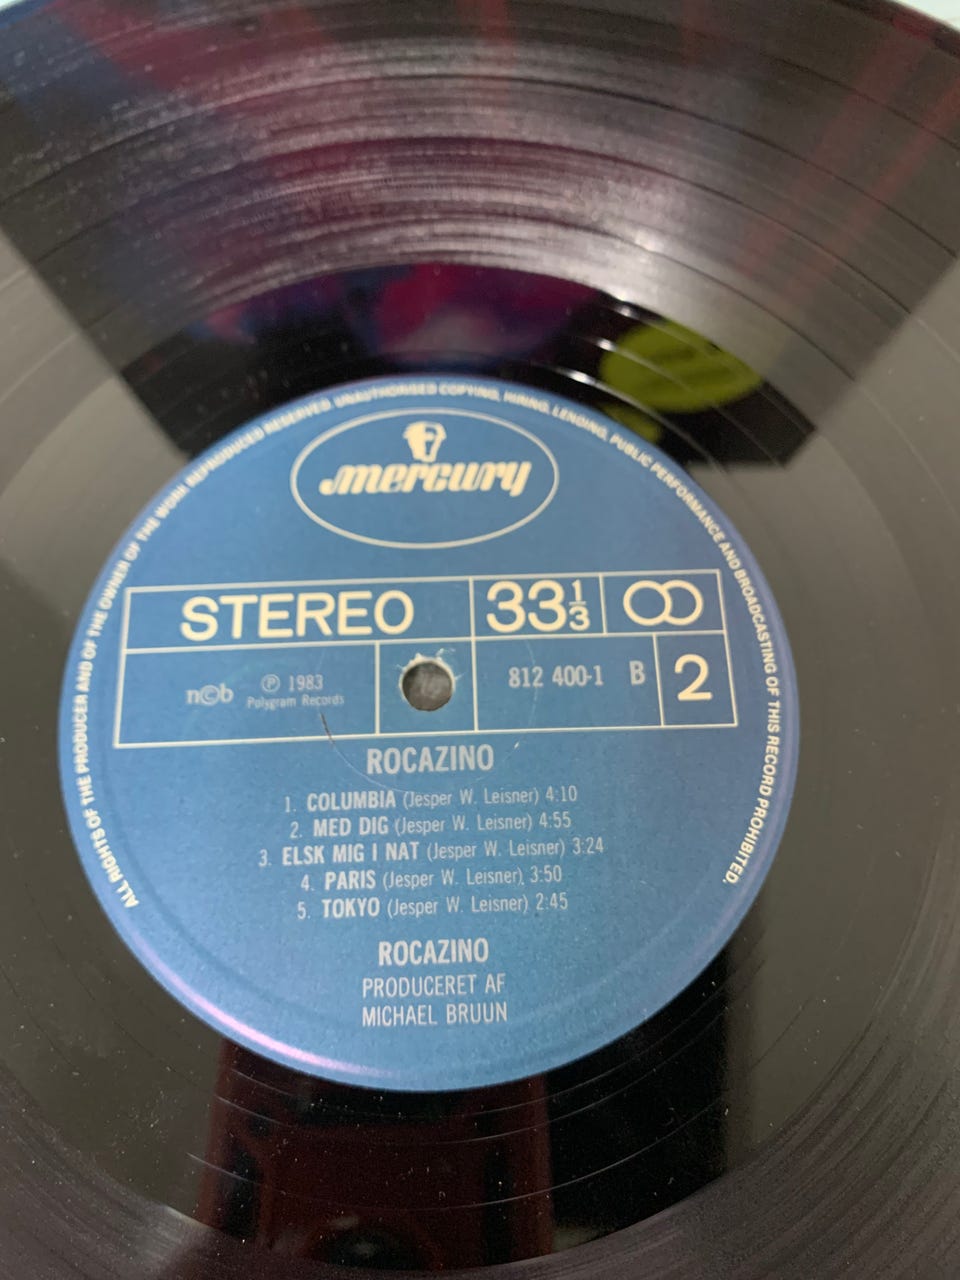 ALL RIGHTS OF THE PRODUCER AND OF THE OWNER OF THE WORK REPRODUCED RESERVED. UNAUTHORISED COPYING, HIRING, LENDING, PUBLIC PERFORMANCE AND BROADCASTING OF THIS RECORD PROHIBITED.
mercury
STEREO 33⅓
n©b ℗ 1983 812 400-1 B 2
Polygram Records
ROCAZINO
1. COLUMBIA (Jesper W. Leisner) 4:10
2. MED DIG (Jesper W. Leisner) 4:55
3. ELSK MIG I NAT (Jesper W. Leisner) 3:24
4. PARIS (Jesper W. Leisner) 3:50
5. TOKYO (Jesper W. Leisner) 2:45
ROCAZINO
PRODUCERET AF
MICHAEL BRUUN